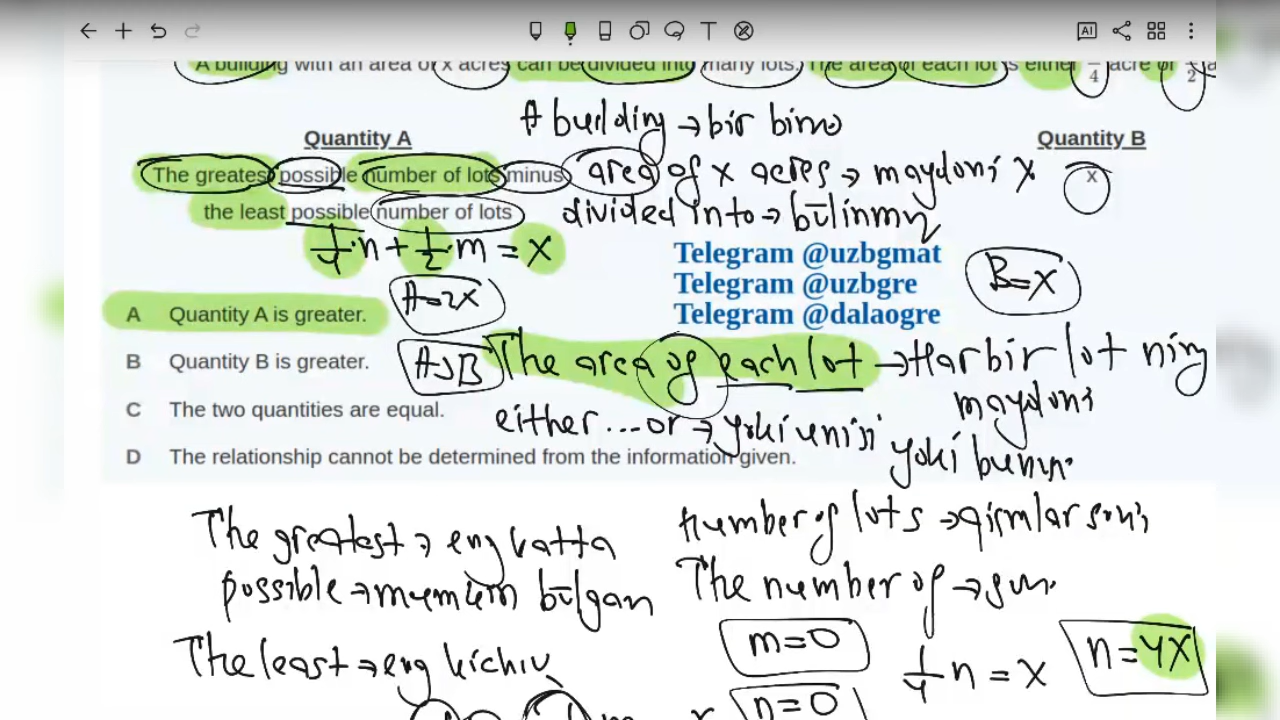 A building with an area of x acres can be divided into many lots. The area of each lot is either 1/4 acre or 1/2 a
A building → bir bino
Quantity A
Quantity B
The greatest possible number of lots minus
the least possible number of lots
x
area of x acres → maydoni x
divided into → būlinmq
1/4·n + 1/2·m = x
Telegram @uzbgmat
Telegram @uzbgre
Telegram @dalaogre
B=x
A=2x
A Quantity A is greater.
B Quantity B is greater.
A>B
The area of each lot → Har bir lot ning
maydoni
C The two quantities are equal.
either...or → yoki unisi
yoki bunisi
D The relationship cannot be determined from the information given.
The greatest → eng katta
number of lots → qismlar soni
possible → mumkin būlgan
The number of → soni
The least → eng kichik
m=0
1/4 n = x
n=4x
n=0